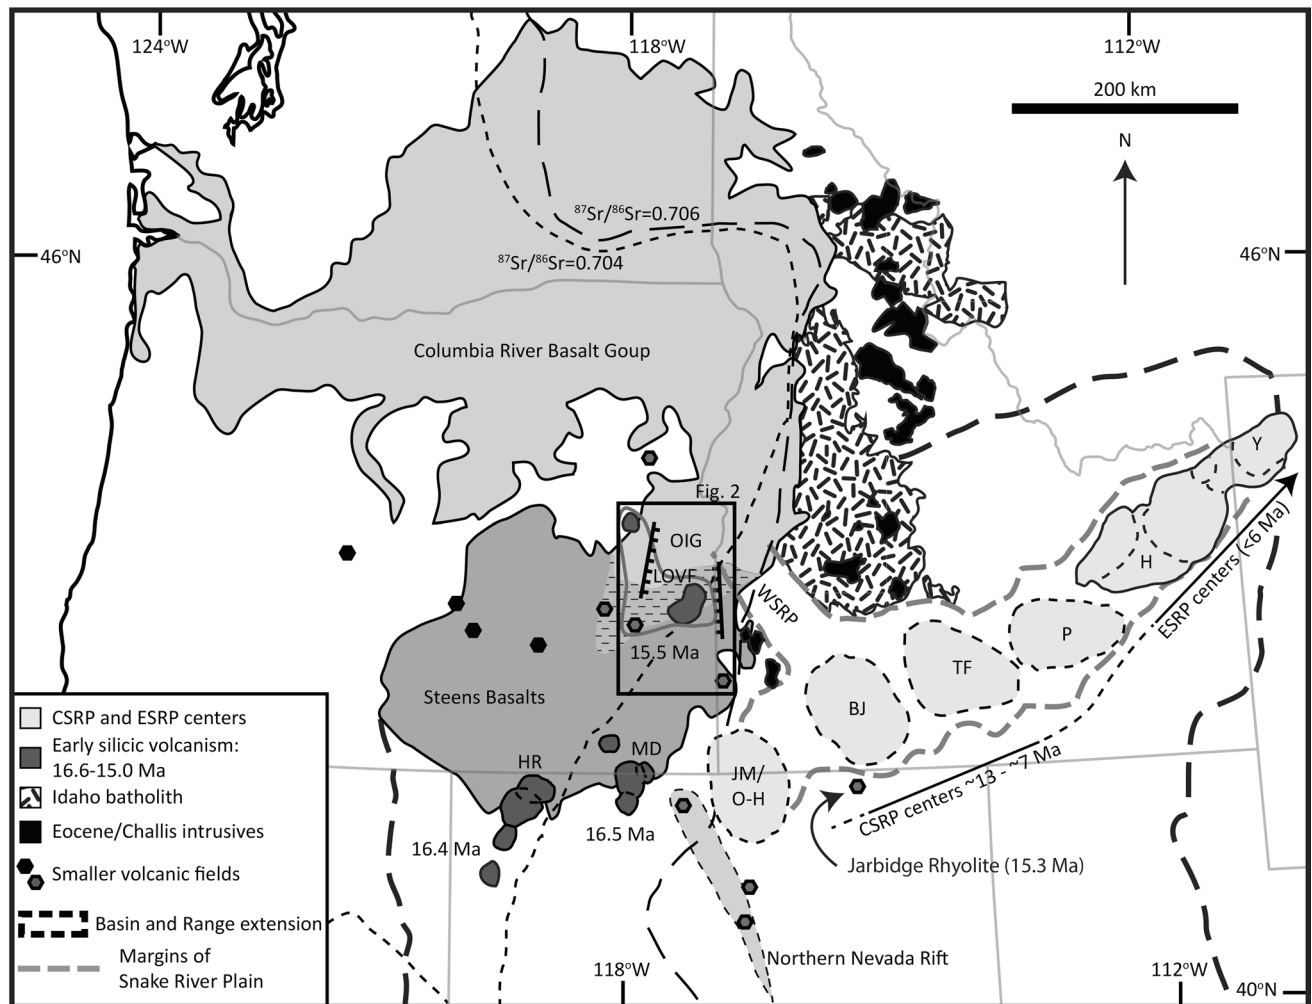 124°W
118°W
112°W
200 km
N
87Sr/86Sr=0.706
87Sr/86Sr=0.704
46°N
46°N
Columbia River Basalt Goup
Fig. 2
OIG
LOVF
15.5 Ma
WSRP
Y
H
P
TF
BJ
JM/
O-H
ESRP centers (<6 Ma)
CSRP centers ~13 - ~7 Ma
Steens Basalts
HR
MD
16.4 Ma
16.5 Ma
Jarbidge Rhyolite (15.3 Ma)
Northern Nevada Rift
CSRP and ESRP centers
Early silicic volcanism:
16.6-15.0 Ma
Idaho batholith
Eocene/Challis intrusives
Smaller volcanic fields
Basin and Range extension
Margins of
Snake River Plain
118°W
112°W
40°N